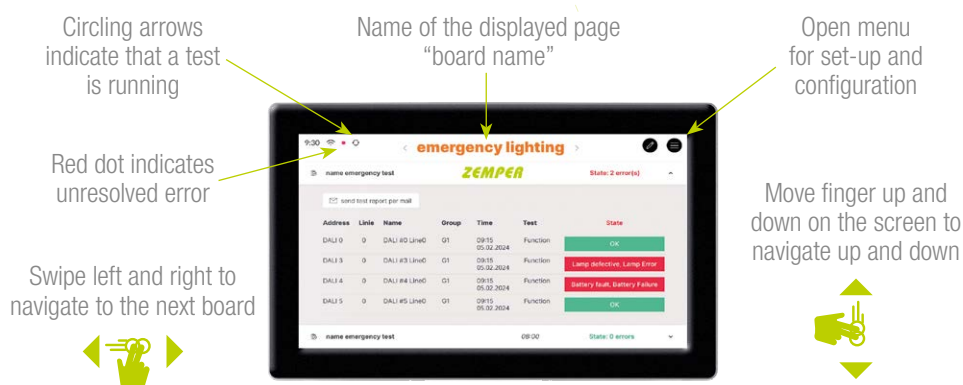 Circling arrows
indicate that a test
is running
Name of the displayed page
“board name”
Open menu
for set-up and
configuration
Red dot indicates
unresolved error
Swipe left and right to
navigate to the next board
Move finger up and
down on the screen to
navigate up and down
9:30
< emergency lighting >
name emergency test ZEMPER State: 2 error(s)
send test report per mail
Address Linie Name Group Time Test State
DALI 0 0 DALI #0 Line0 G1 09:15 05.02.2024 Function OK
DALI 3 0 DALI #3 Line0 G1 09:15 05.02.2024 Function Lamp defective, Lamp Error
DALI 4 0 DALI #4 Line0 G1 09:15 05.02.2024 Function Battery fault, Battery Failure
DALI 5 0 DALI #5 Line0 G1 09:15 05.02.2024 Function OK
name emergency test 09:00 State: 0 errors